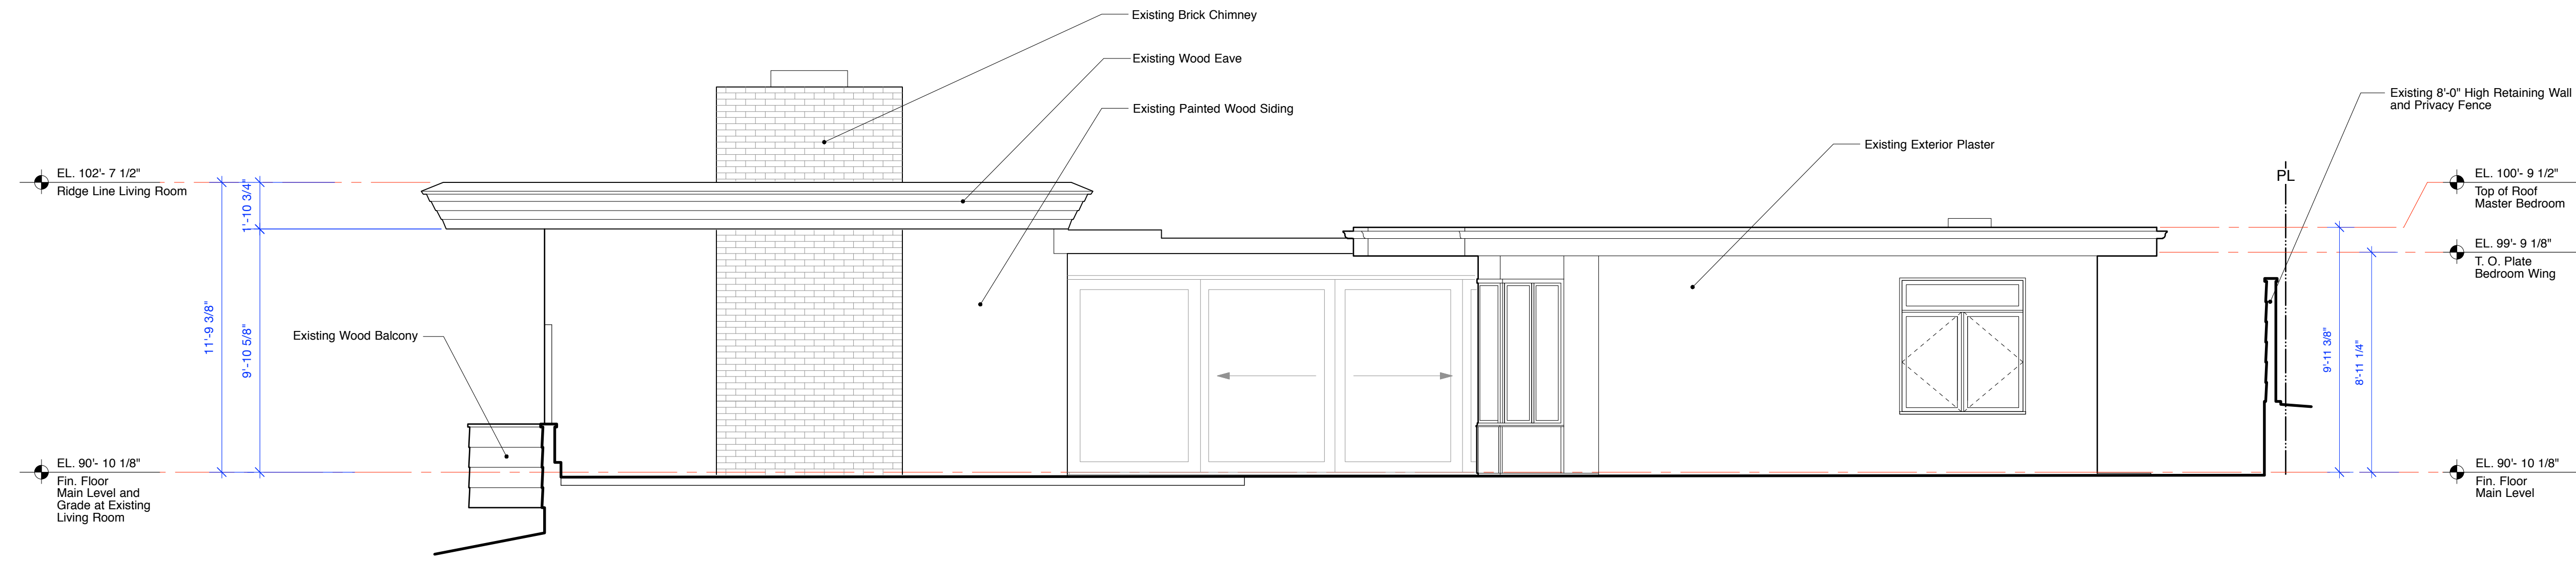 Existing Brick Chimney
Existing Wood Eave
Existing Painted Wood Siding
Existing 8'-0" High Retaining Wall
and Privacy Fence
Existing Exterior Plaster
EL. 102'- 7 1/2"
Ridge Line Living Room
1'-10 3/4"
PL
EL. 100'- 9 1/2"
Top of Roof
Master Bedroom
EL. 99'- 9 1/8"
T. O. Plate
Bedroom Wing
11'-9 3/8"
9'-10 5/8"
Existing Wood Balcony
9'-11 3/8"
8'-11 1/4"
EL. 90'- 10 1/8"
Fin. Floor
Main Level and
Grade at Existing
Living Room
EL. 90'- 10 1/8"
Fin. Floor
Main Level